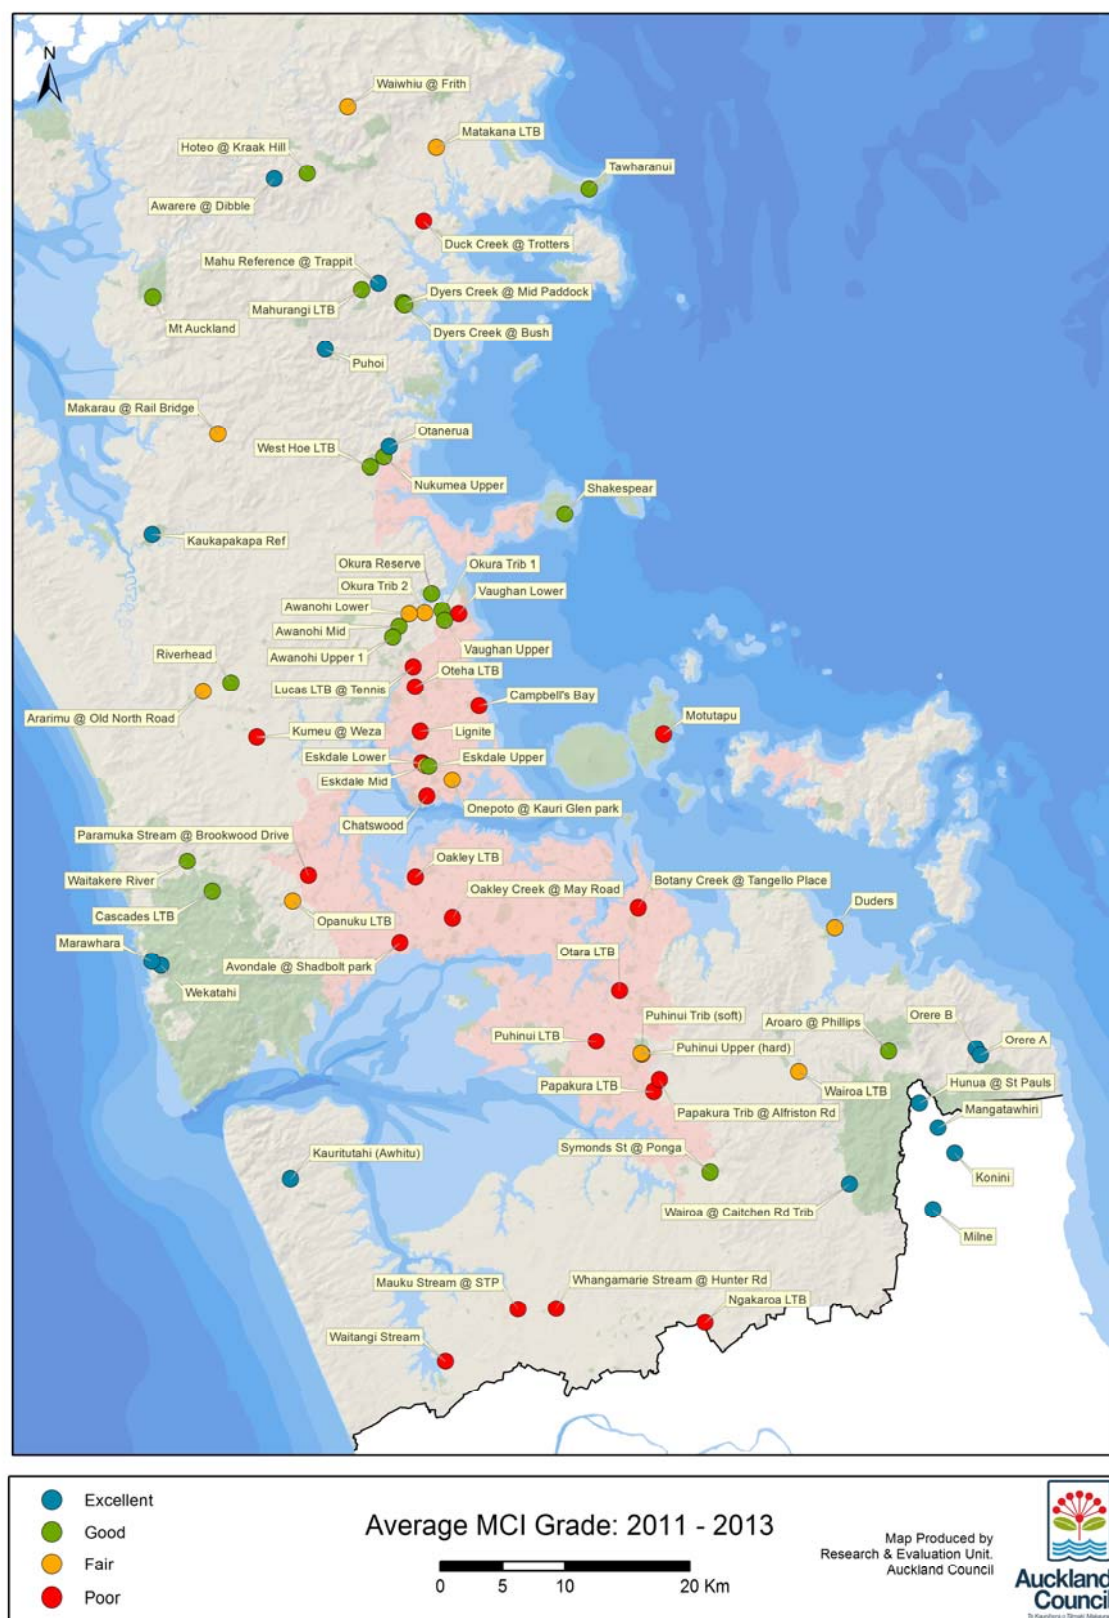 N
Waiwhiu @ Frith
Matakana LTB
Hoteo @ Kraak Hill
Tawharanui
Awarere @ Dibble
Duck Creek @ Trotters
Mahu Reference @ Trappit
Dyers Creek @ Mid Paddock
Mahurangi LTB
Mt Auckland
Dyers Creek @ Bush
Puhoi
Makarau @ Rail Bridge
Otanerua
West Hoe LTB
Nukumea Upper
Shakespear
Kaukapakapa Ref
Okura Reserve
Okura Trib 1
Okura Trib 2
Vaughan Lower
Awanohi Lower
Awanohi Mid
Vaughan Upper
Riverhead
Awanohi Upper 1
Oteha LTB
Lucas LTB @ Tennis
Campbell's Bay
Ararimu @ Old North Road
Motutapu
Kumeu @ Weza
Lignite
Eskdale Lower
Eskdale Upper
Eskdale Mid
Onepoto @ Kauri Glen park
Chatswood
Paramuka Stream @ Brookwood Drive
Oakley LTB
Waitakere River
Botany Creek @ Tangello Place
Oakley Creek @ May Road
Cascades LTB
Opanuku LTB
Duders
Marawhara
Avondale @ Shadbolt park
Otara LTB
Wekatahi
Puhinui Trib (soft)
Orere B
Aroaro @ Phillips
Puhinui LTB
Puhinui Upper (hard)
Orere A
Papakura LTB
Wairoa LTB
Hunua @ St Pauls
Papakura Trib @ Alfriston Rd
Mangatawhiri
Kauritutahi (Awhitu)
Symonds St @ Ponga
Konini
Wairoa @ Caitchen Rd Trib
Milne
Mauku Stream @ STP
Whangamarie Stream @ Hunter Rd
Ngakaroa LTB
Waitangi Stream
Excellent
Good
Fair
Poor
Average MCI Grade: 2011 - 2013
0 5 10 20 Km
Map Produced by
Research & Evaluation Unit.
Auckland Council
Auckland
Council
Te Kaunihera o Tāmaki Makaurau